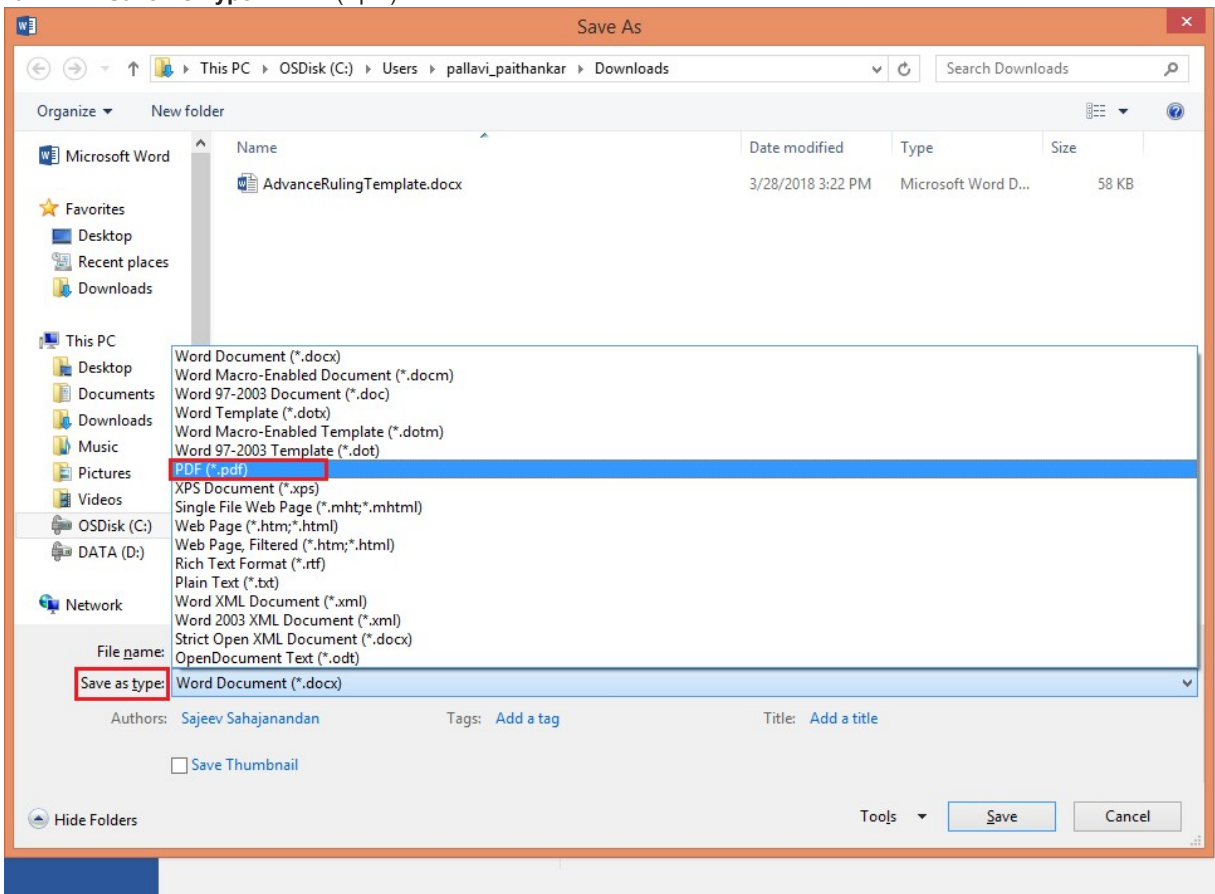 Save As
This PC OSDisk (C:) Users pallavi_paithankar Downloads Search Downloads
Organize New folder
Microsoft Word Name Date modified Type Size
AdvanceRulingTemplate.docx 3/28/2018 3:22 PM Microsoft Word D... 58 KB
Favorites
Desktop
Recent places
Downloads
This PC
Desktop
Documents
Downloads
Music
Pictures
Videos
OSDisk (C:)
DATA (D:)
Network
Word Document (*.docx)
Word Macro-Enabled Document (*.docm)
Word 97-2003 Document (*.doc)
Word Template (*.dotx)
Word Macro-Enabled Template (*.dotm)
Word 97-2003 Template (*.dot)
PDF (*.pdf)
XPS Document (*.xps)
Single File Web Page (*.mht;*.mhtml)
Web Page (*.htm;*.html)
Web Page, Filtered (*.htm;*.html)
Rich Text Format (*.rtf)
Plain Text (*.txt)
Word XML Document (*.xml)
Word 2003 XML Document (*.xml)
Strict Open XML Document (*.docx)
OpenDocument Text (*.odt)
File name:
Save as type: Word Document (*.docx)
Authors: Sajeev Sahajanandan Tags: Add a tag Title: Add a title
Save Thumbnail
Hide Folders Tools Save Cancel